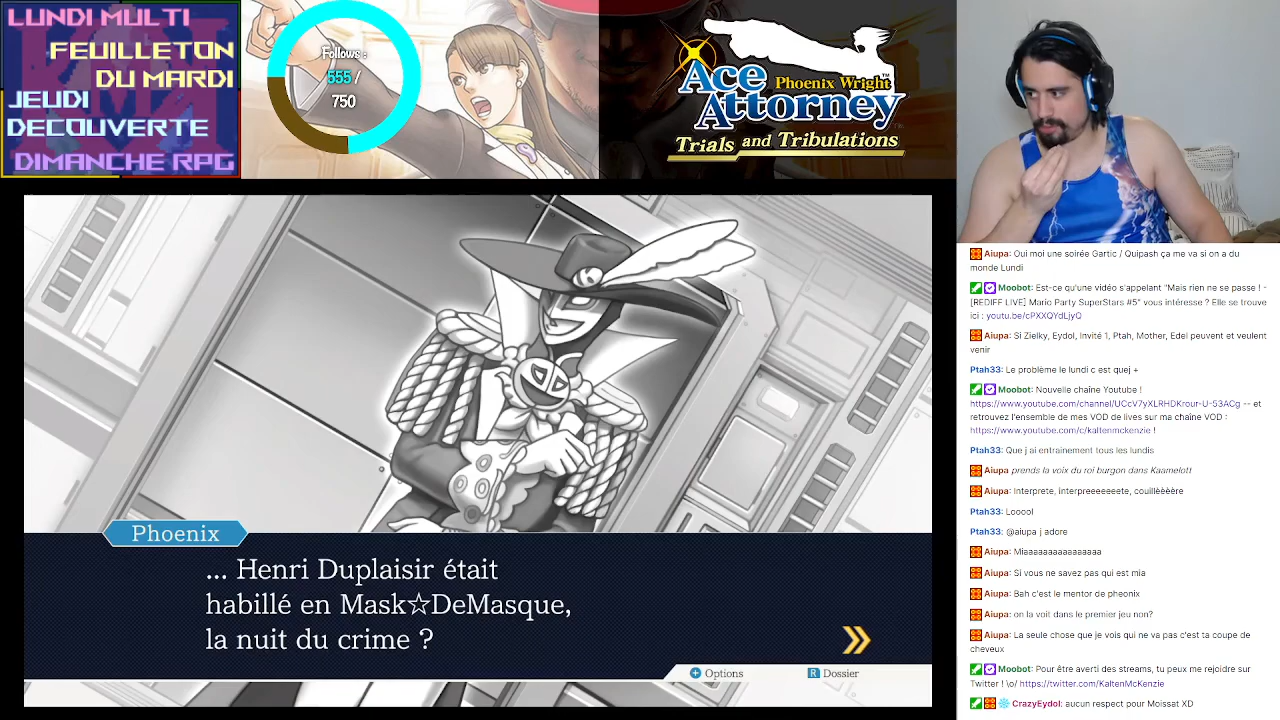 LUNDI MULTI
FEUILLETON
DU MARDI
JEUDI
DECOUVERTE
DIMANCHE RPG
Follows :
555 /
750
Phoenix Wright™
Ace
Attorney
Trials and Tribulations
Phoenix
... Henri Duplaisir était
habillé en Mask☆DeMasque,
la nuit du crime ?
Options
R Dossier
Aiupa: Oui moi une soirée Gartic / Quipash ça me va si on a du
monde Lundi
Moobot: Est-ce qu'une vidéo s'appelant "Mais rien ne se passe ! -
[REDIFF LIVE] Mario Party SuperStars #5" vous intéresse ? Elle se trouve
ici : youtu.be/cPXXQYdLjyQ
Aiupa: Si Zielky, Eydol, Invité 1, Ptah, Mother, Edel peuvent et veulent
venir
Ptah33: Le problème le lundi c est quej +
Moobot: Nouvelle chaîne Youtube !
https://www.youtube.com/channel/UCcV7yXLRHDKrour-U-53ACg -- et
retrouvez l'ensemble de mes VOD de lives sur ma chaîne VOD :
https://www.youtube.com/c/kaltenmckenzie !
Ptah33: Que j ai entrainement tous les lundis
Aiupa prends la voix du roi burgon dans Kaamelott
Aiupa: Interprete, interpreeeeeeete, couillèèèère
Ptah33: Looool
Ptah33: @aiupa j adore
Aiupa: Miaaaaaaaaaaaaaaaa
Aiupa: Si vous ne savez pas qui est mia
Aiupa: Bah c'est le mentor de pheonix
Aiupa: on la voit dans le premier jeu non?
Aiupa: La seule chose que je vois qui ne va pas c'est ta coupe de
cheveux
Moobot: Pour être averti des streams, tu peux me rejoindre sur
Twitter ! \o/ https://twitter.com/KaltenMcKenzie
CrazyEydol: aucun respect pour Moissat XD